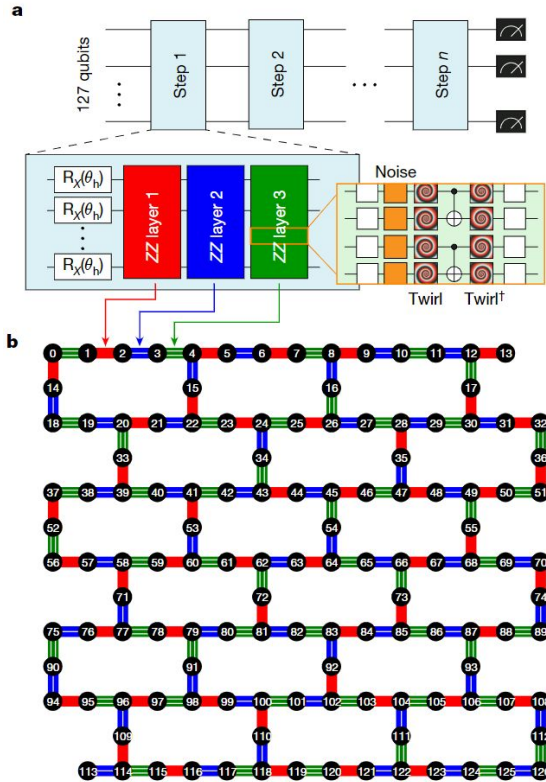 a
127 qubits
Step 1
Step 2
Step n
Noise
R_X(θ_h)
R_X(θ_h)
R_X(θ_h)
ZZ layer 1
ZZ layer 2
ZZ layer 3
Twirl
Twirl†
b
0 1 2 3 4 5 6 7 8 9 10 11 12 13
14 15 16 17
18 19 20 21 22 23 24 25 26 27 28 29 30 31 32
33 34 35 36
37 38 39 40 41 42 43 44 45 46 47 48 49 50 51
52 53 54 55
56 57 58 59 60 61 62 63 64 65 66 67 68 69 70
71 72 73 74
75 76 77 78 79 80 81 82 83 84 85 86 87 88 89
90 91 92 93
94 95 96 97 98 99 100 101 102 103 104 105 106 107 108
109 110 111 112
113 114 115 116 117 118 119 120 121 122 123 124 125 126